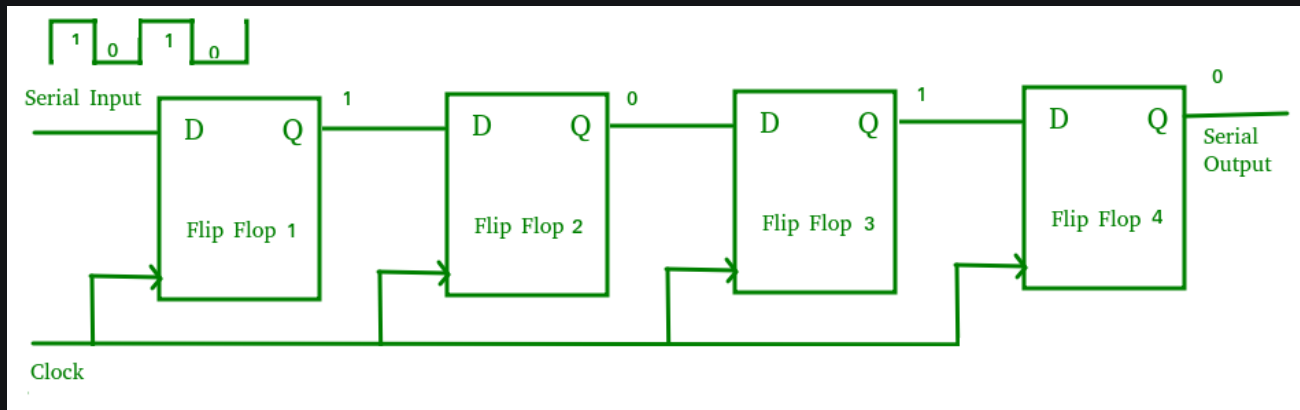 1 0 1 0
Serial Input
1
0
1
0
D Q
D Q
D Q
D Q
Serial
Output
Flip Flop 1
Flip Flop 2
Flip Flop 3
Flip Flop 4
Clock